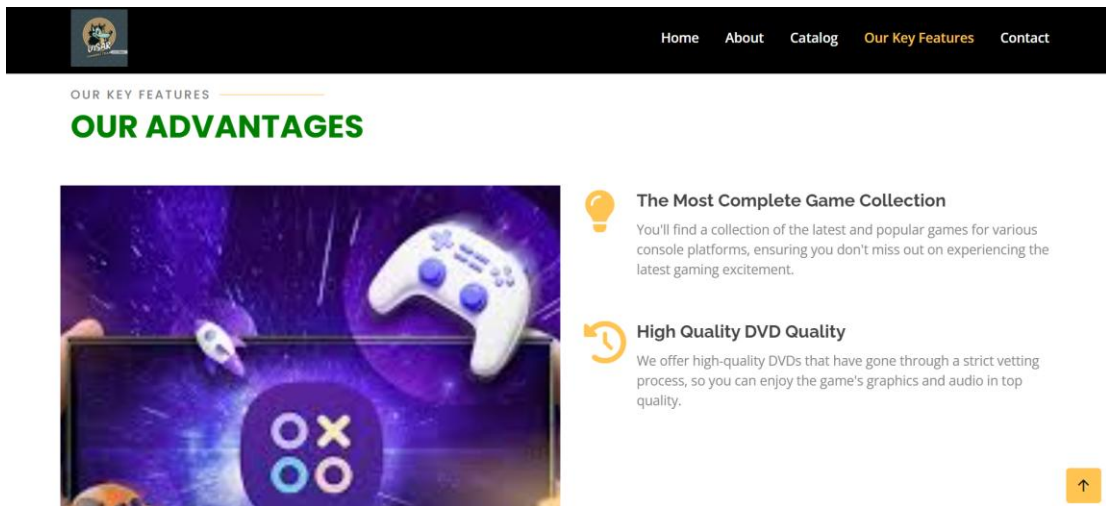 Home About Catalog Our Key Features Contact
OUR KEY FEATURES
OUR ADVANTAGES
The Most Complete Game Collection
You'll find a collection of the latest and popular games for various
console platforms, ensuring you don't miss out on experiencing the
latest gaming excitement.
High Quality DVD Quality
We offer high-quality DVDs that have gone through a strict vetting
process, so you can enjoy the game's graphics and audio in top
quality.